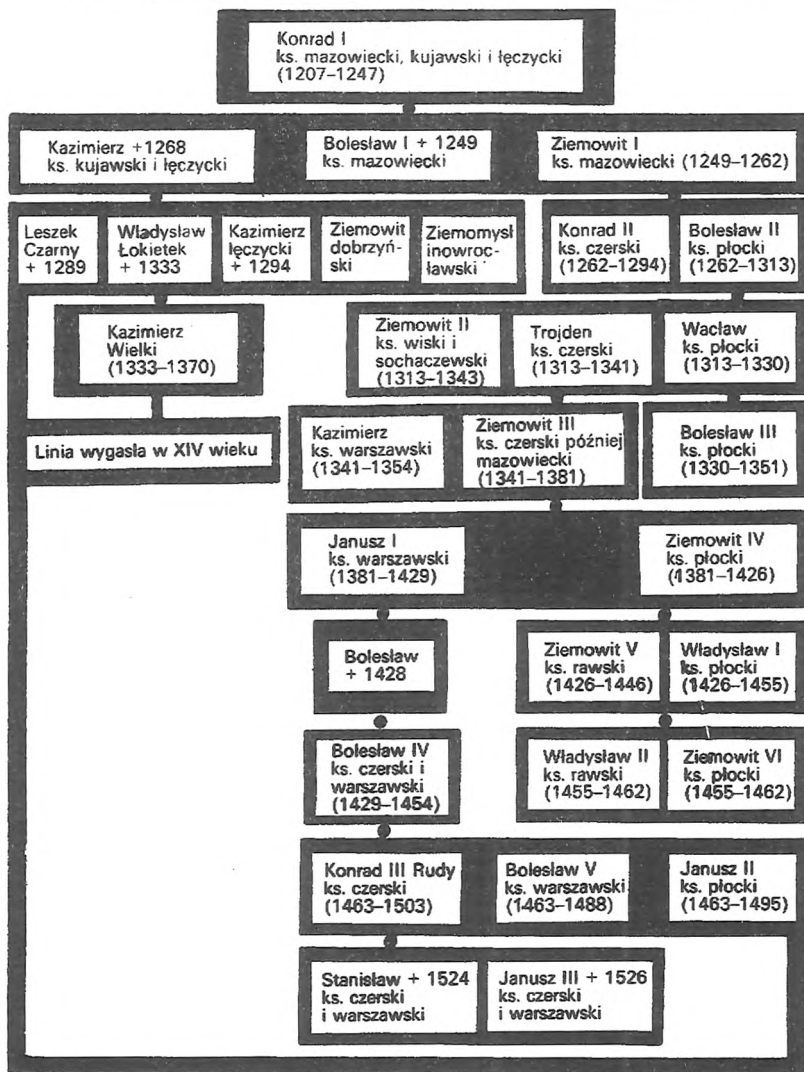 Konrad I
ks. mazowiecki, kujawski i łęczycki
(1207–1247)
Kazimierz +1268
ks. kujawski i łęczycki
Bolesław I + 1249
ks. mazowiecki
Ziemowit I
ks. mazowiecki (1249–1262)
Leszek
Czarny
+ 1289
Władysław
Łokietek
+ 1333
Kazimierz
łęczycki
+ 1294
Ziemowit
dobrzyń-
ski
Ziemomysł
inowroc-
ławski
Konrad II
ks. czerski
(1262–1294)
Bolesław II
ks. płocki
(1262–1313)
Kazimierz
Wielki
(1333–1370)
Ziemowit II
ks. wiski i
sochaczewski
(1313–1343)
Trojden
ks. czerski
(1313–1341)
Wacław
ks. płocki
(1313–1330)
Linia wygasła w XIV wieku
Kazimierz
ks. warszawski
(1341–1354)
Ziemowit III
ks. czerski później
mazowiecki
(1341–1381)
Bolesław III
ks. płocki
(1330–1351)
Janusz I
ks. warszawski
(1381–1429)
Ziemowit IV
ks. płocki
(1381–1426)
Bolesław
+ 1428
Ziemowit V
ks. rawski
(1426–1446)
Władysław I
ks. płocki
(1426–1455)
Bolesław IV
ks. czerski i
warszawski
(1429–1454)
Władysław II
ks. rawski
(1455–1462)
Ziemowit VI
ks. płocki
(1455–1462)
Konrad III Rudy
ks. czerski
(1463–1503)
Bolesław V
ks. warszawski
(1463–1488)
Janusz II
ks. płocki
(1463–1495)
Stanisław + 1524
ks. czerski
i warszawski
Janusz III + 1526
ks. czerski
i warszawski